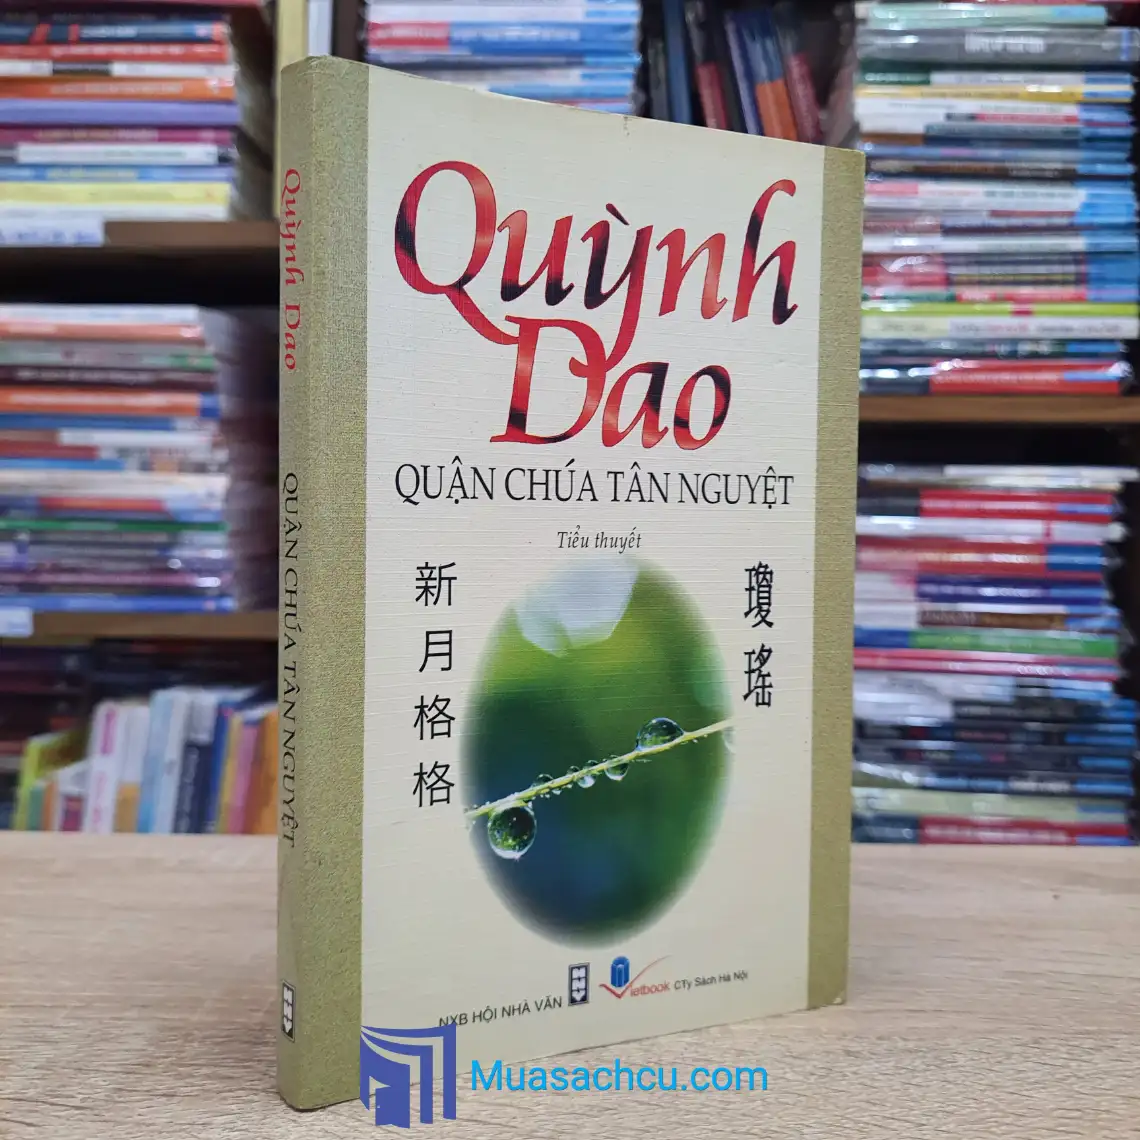 Quỳnh
Dao
QUẬN CHÚA TÂN NGUYỆT
Tiểu thuyết
新月格格
瓊瑤
NXB HỘI NHÀ VĂN
Vietbook CTy Sách Hà Nội
Quỳnh Dao
QUẬN CHÚA TÂN NGUYỆT
Muasachcu.com